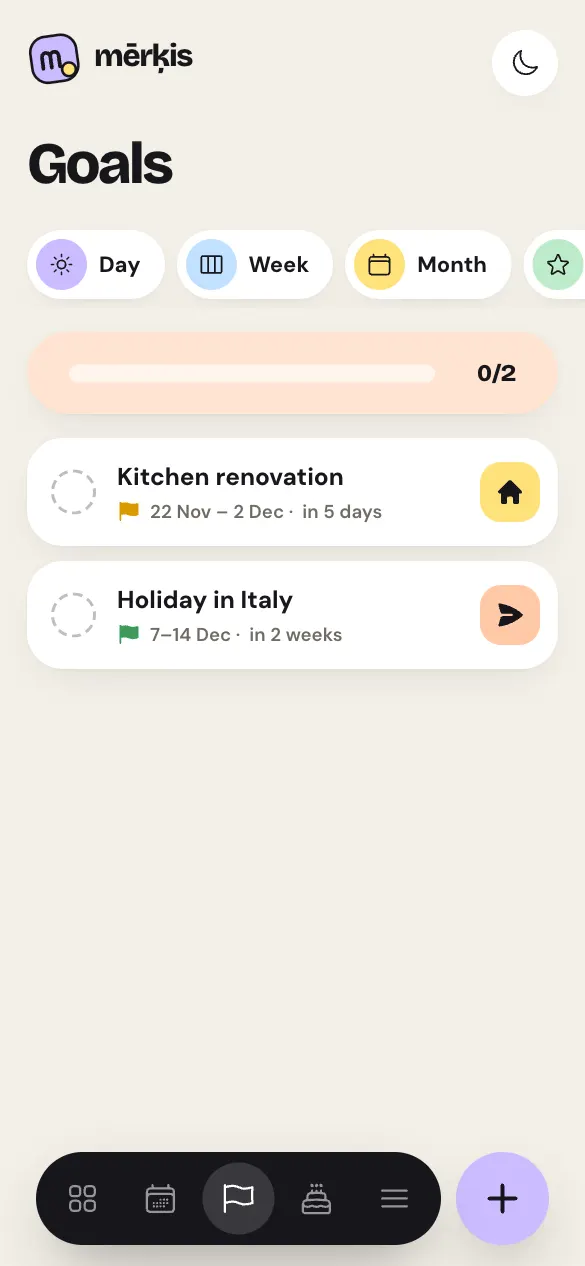 m
mērķis
Goals
Day
Week
Month
0/2
Kitchen renovation
22 Nov – 2 Dec · in 5 days
Holiday in Italy
7–14 Dec · in 2 weeks